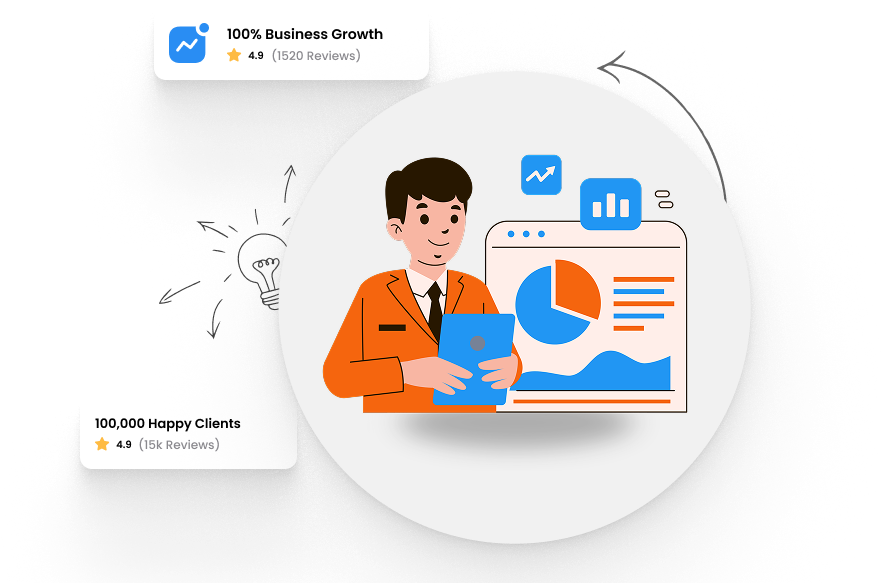 100% Business Growth
4.9 (1520 Reviews)
100,000 Happy Clients
4.9 (15k Reviews)